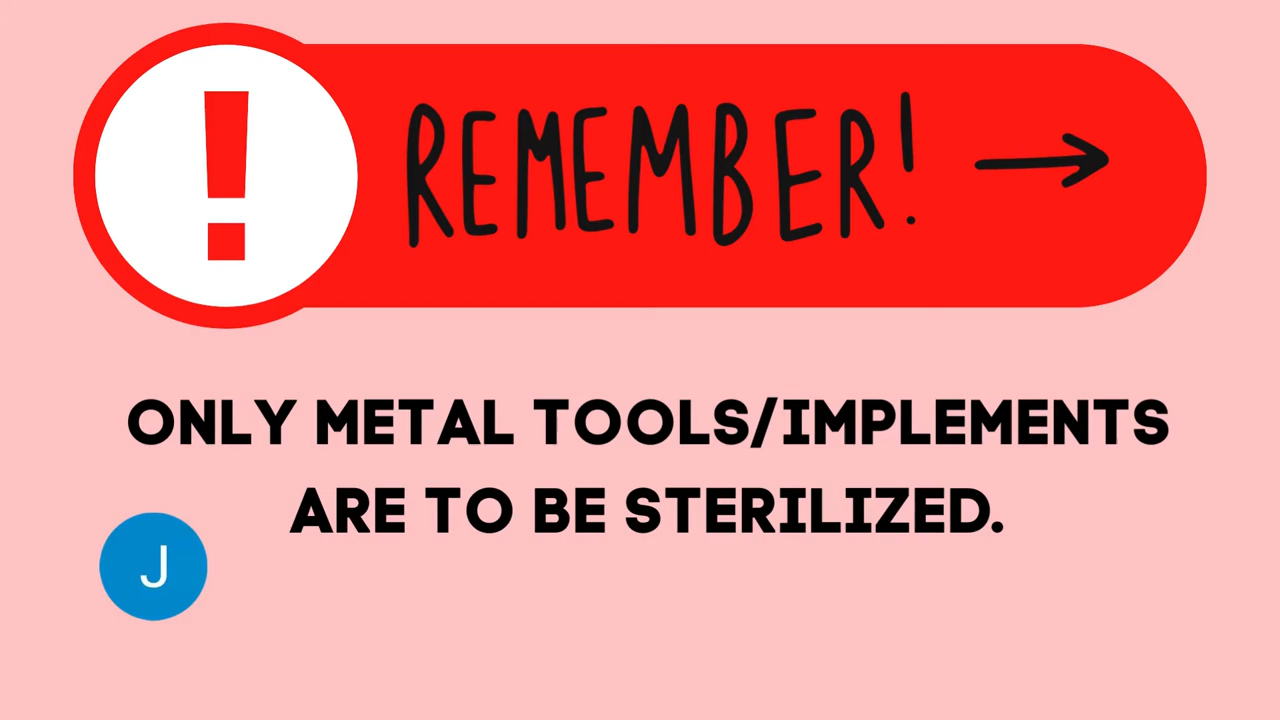 !
REMEMBER! →
ONLY METAL TOOLS/IMPLEMENTS
ARE TO BE STERILIZED.
J